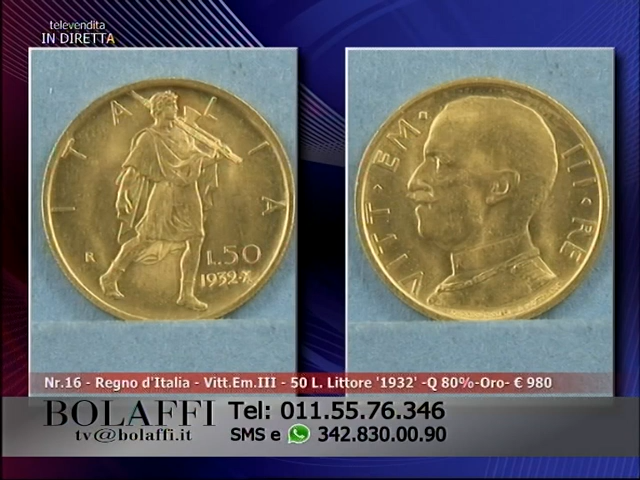 televendita
IN DIRETTA
ITALIA
R
L.50
1932·X
VITT·EM·III·RE
Nr.16 - Regno d'Italia - Vitt.Em.III - 50 L. Littore '1932' -Q 80%-Oro- € 980
BOLAFFI
tv@bolaffi.it
Tel: 011.55.76.346
SMS e 342.830.00.90